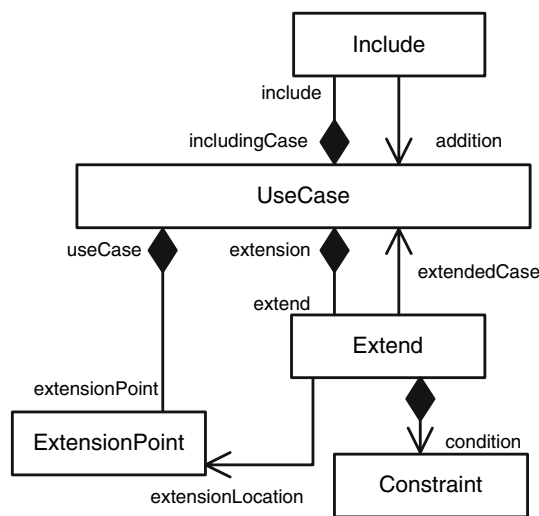 Include
include
includingCase
addition
UseCase
useCase
extension
extendedCase
extend
Extend
extensionPoint
ExtensionPoint
condition
extensionLocation
Constraint